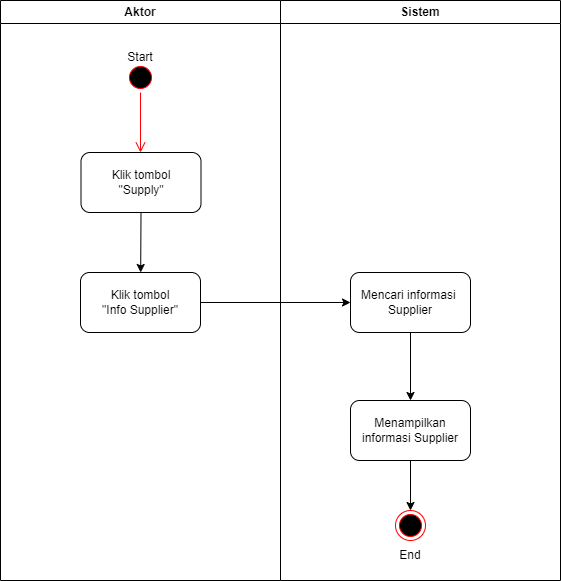 Aktor
Sistem
Start
Klik tombol
"Supply"
Klik tombol
"Info Supplier"
Mencari informasi
Supplier
Menampilkan
informasi Supplier
End